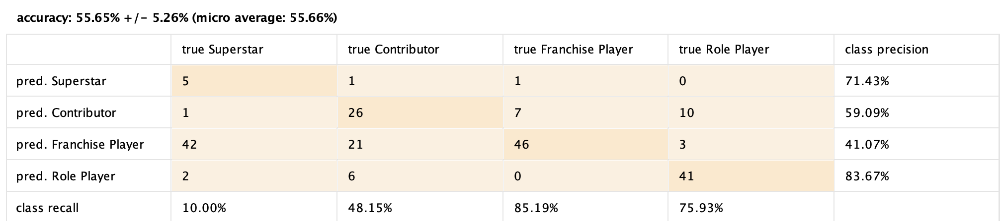 accuracy: 55.65% +/- 5.26% (micro average: 55.66%)
true Superstar true Contributor true Franchise Player true Role Player class precision
pred. Superstar 5 1 1 0 71.43%
pred. Contributor 1 26 7 10 59.09%
pred. Franchise Player 42 21 46 3 41.07%
pred. Role Player 2 6 0 41 83.67%
class recall 10.00% 48.15% 85.19% 75.93%